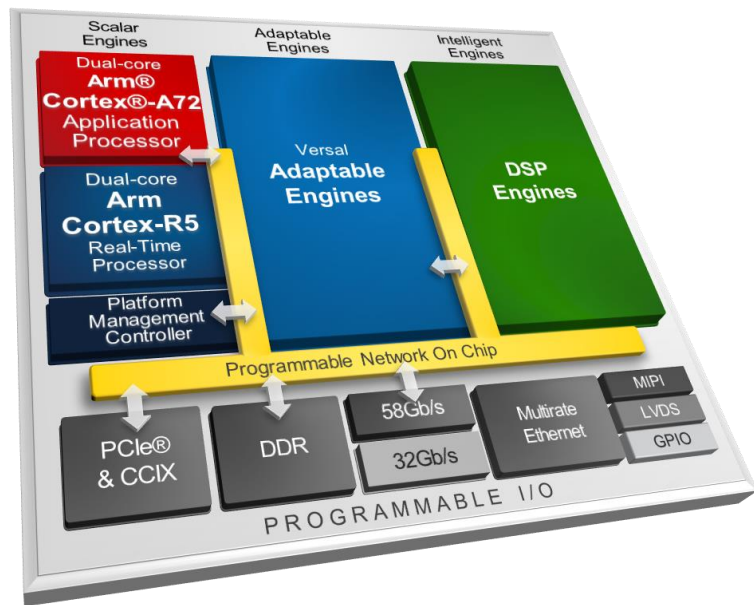 Scalar
Engines
Adaptable
Engines
Intelligent
Engines
Dual-core
Arm®
Cortex®-A72
Application
Processor
Dual-core
Arm
Cortex-R5
Real-Time
Processor
Platform
Management
Controller
Versal
Adaptable
Engines
DSP
Engines
Programmable Network On Chip
PCIe®
& CCIX
DDR
58Gb/s
32Gb/s
Multirate
Ethernet
MIPI
LVDS
GPIO
PROGRAMMABLE I/O